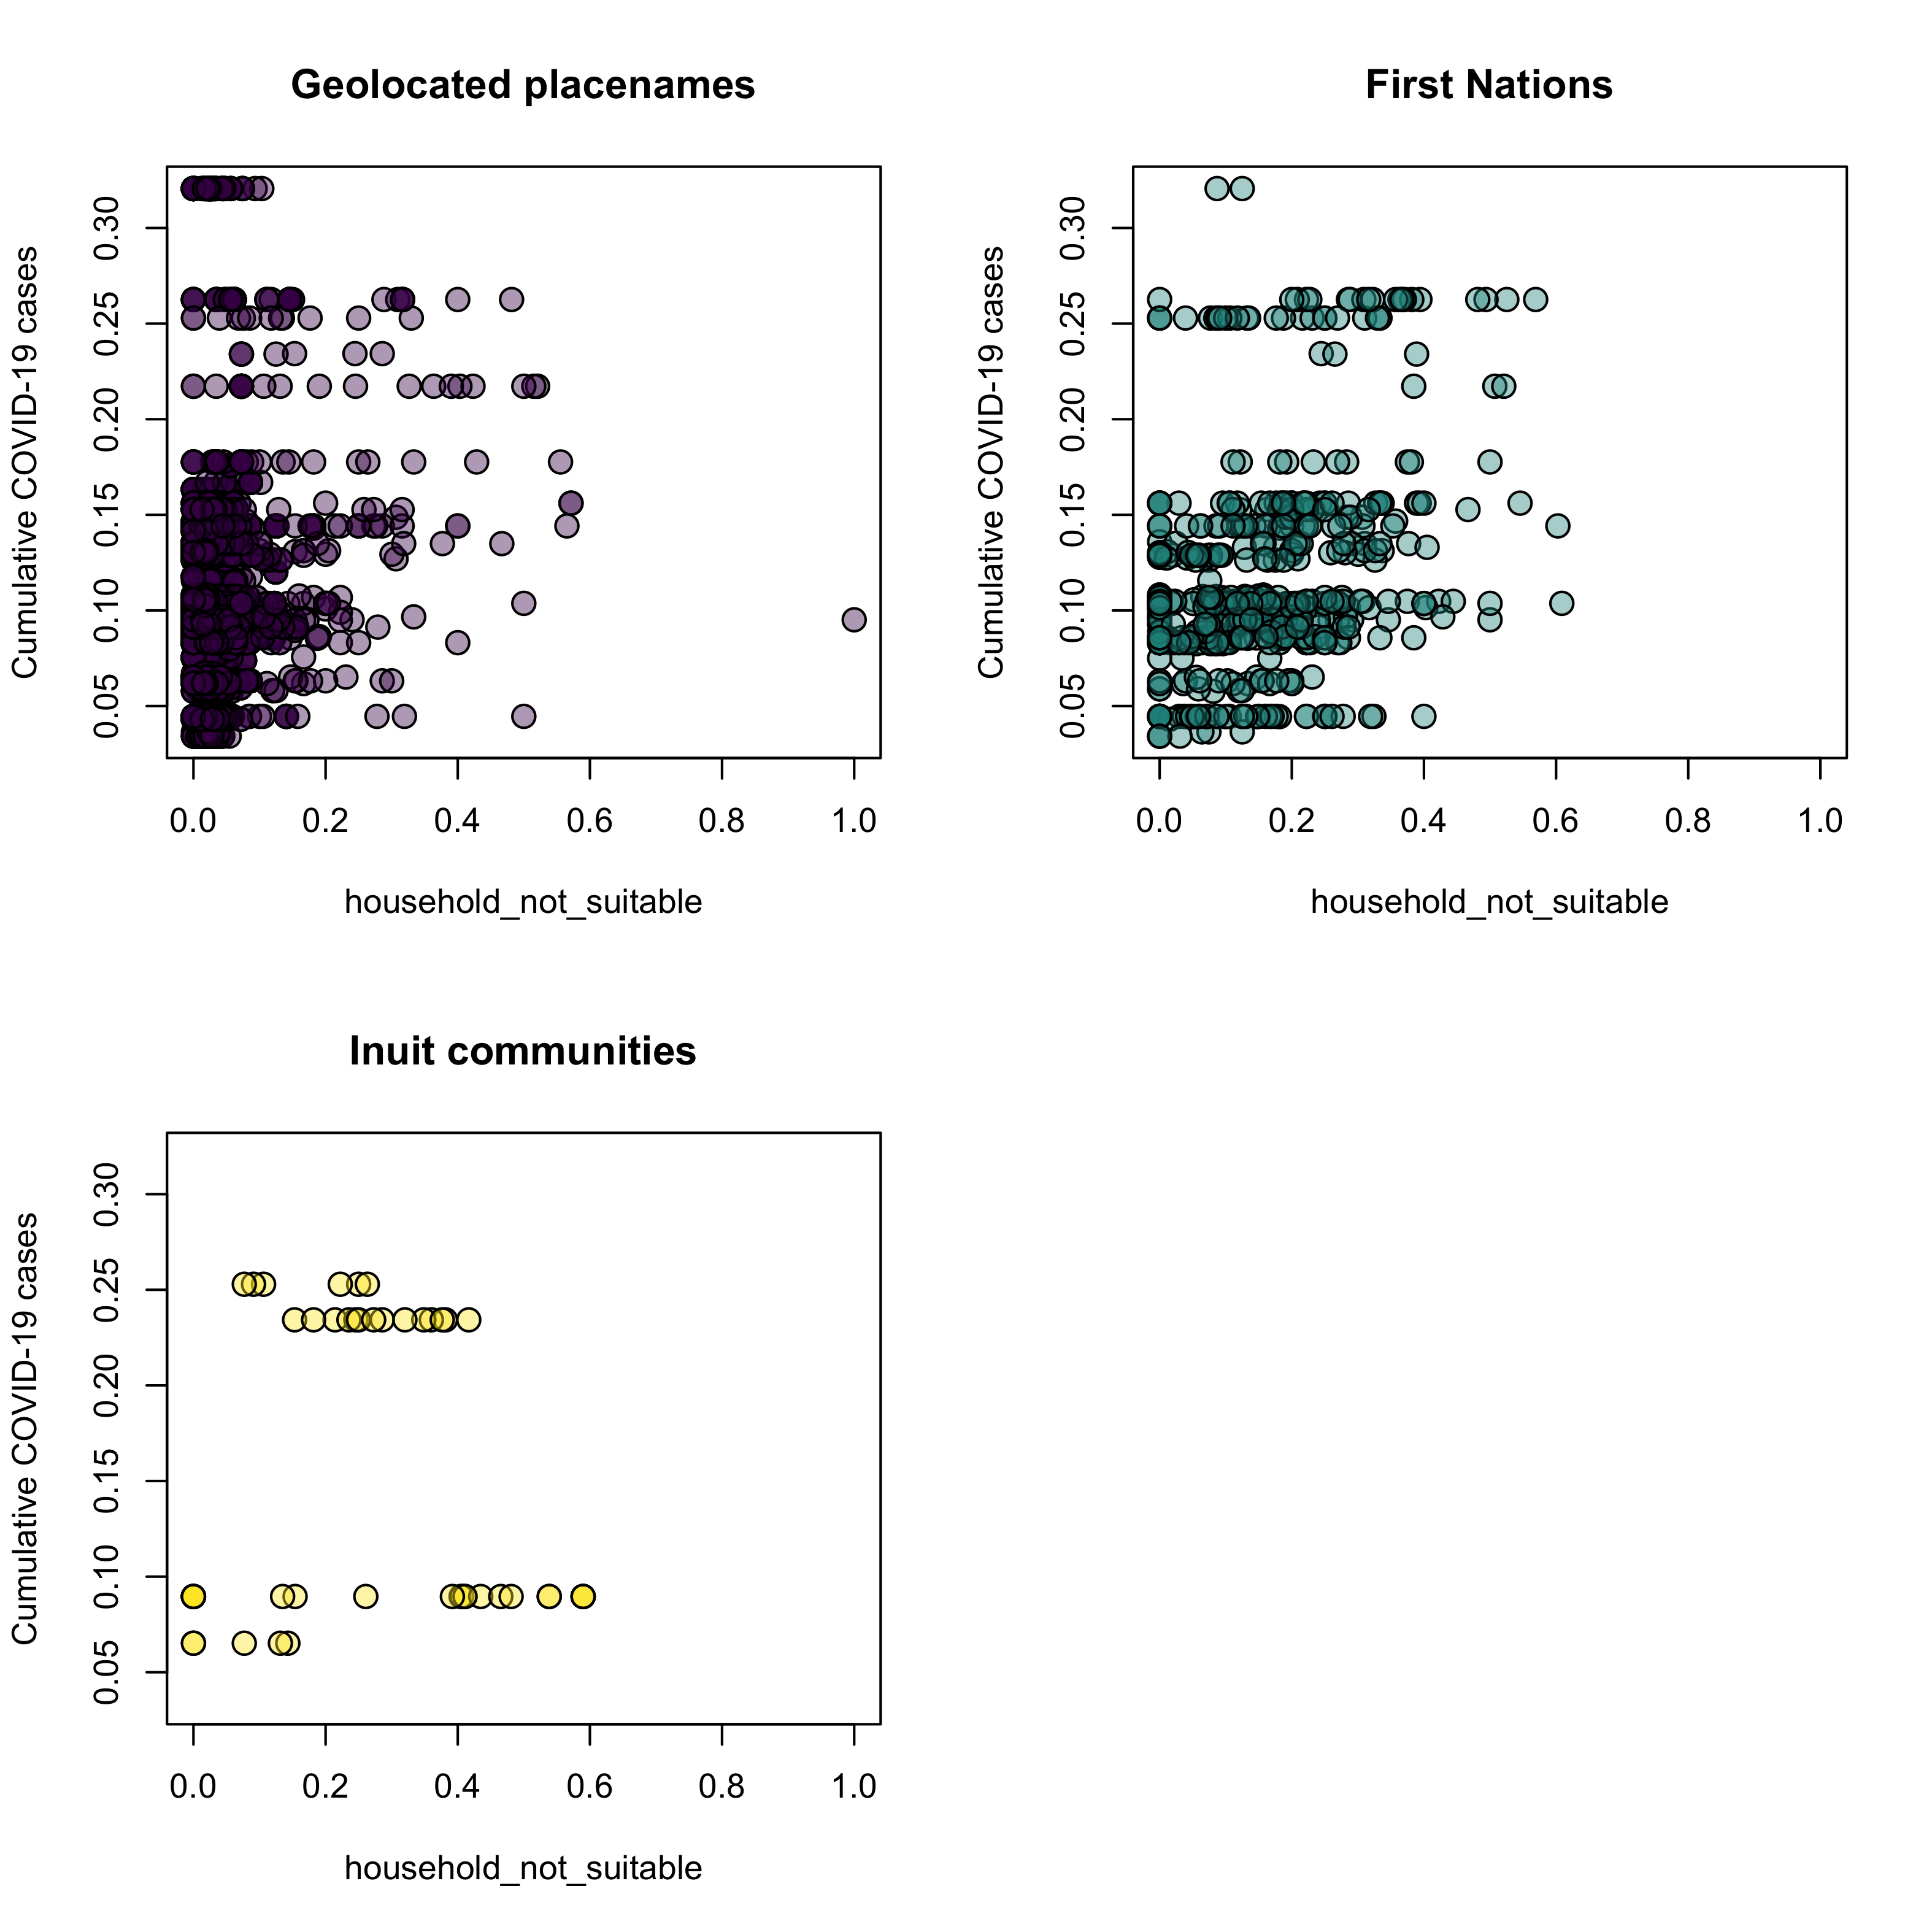 Geolocated placenames
Cumulative COVID-19 cases
0.30
0.25
0.20
0.15
0.10
0.05
0.0 0.2 0.4 0.6 0.8 1.0
household_not_suitable
First Nations
Cumulative COVID-19 cases
0.30
0.25
0.20
0.15
0.10
0.05
0.0 0.2 0.4 0.6 0.8 1.0
household_not_suitable
Inuit communities
Cumulative COVID-19 cases
0.30
0.25
0.20
0.15
0.10
0.05
0.0 0.2 0.4 0.6 0.8 1.0
household_not_suitable